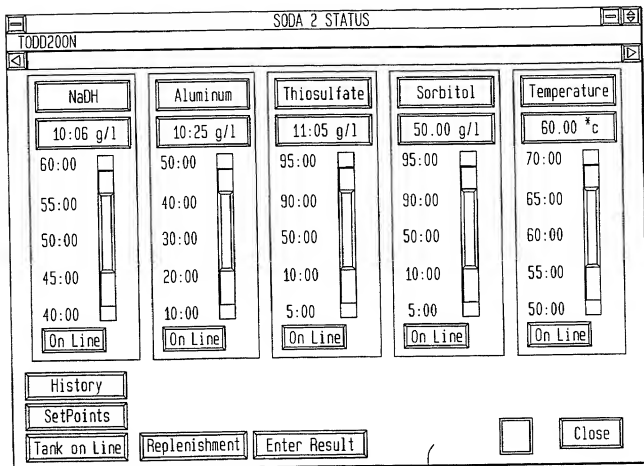 SODA 2 STATUS
TODD200N
NaDH
Aluminum
Thiosulfate
Sorbitol
Temperature
10:06 g/l
10:25 g/l
11:05 g/l
50.00 g/l
60.00 *c
60:00
55:00
50:00
45:00
40:00
50:00
40:00
30:00
20:00
10:00
95:00
90:00
50:00
10:00
5:00
95:00
90:00
50:00
10:00
5:00
70:00
65:00
60:00
55:00
50:00
On Line
On Line
On Line
On Line
On Line
History
SetPoints
Tank on Line
Replenishment
Enter Result
Close